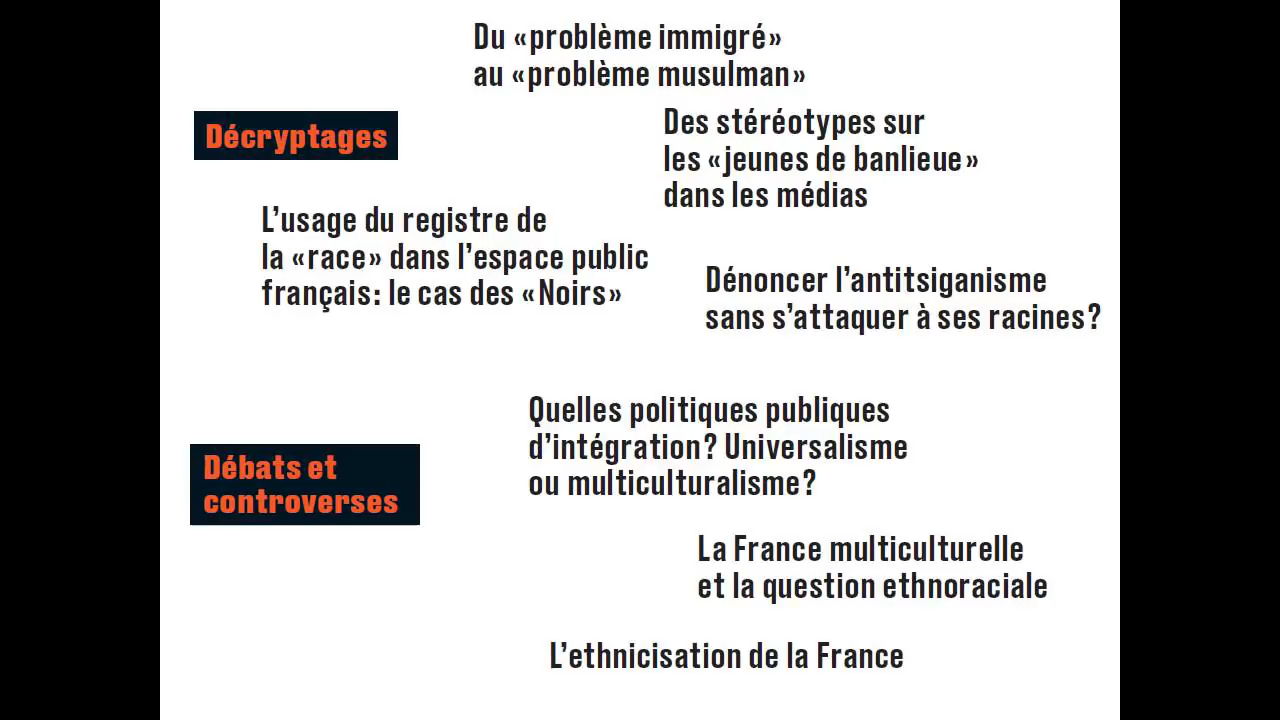 Du «problème immigré»
au «problème musulman»
Décryptages
Des stéréotypes sur
les «jeunes de banlieue»
dans les médias
L’usage du registre de
la «race» dans l’espace public
français: le cas des «Noirs»
Dénoncer l’antitsiganisme
sans s’attaquer à ses racines?
Quelles politiques publiques
d’intégration? Universalisme
ou multiculturalisme?
Débats et
controverses
La France multiculturelle
et la question ethnoraciale
L’ethnicisation de la France